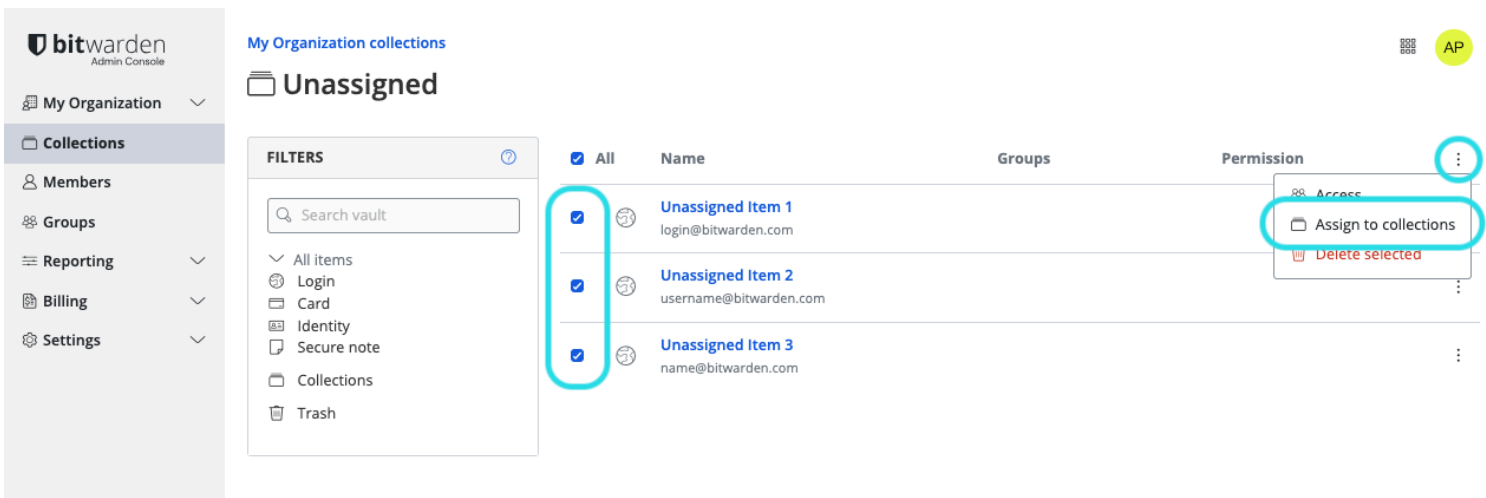 bitwarden
Admin Console
My Organization
Collections
Members
Groups
Reporting
Billing
Settings
My Organization collections
AP
Unassigned
FILTERS
Search vault
All items
Login
Card
Identity
Secure note
Collections
Trash
All Name Groups Permission
Unassigned Item 1
login@bitwarden.com
Unassigned Item 2
username@bitwarden.com
Unassigned Item 3
name@bitwarden.com
Access
Assign to collections
Delete selected